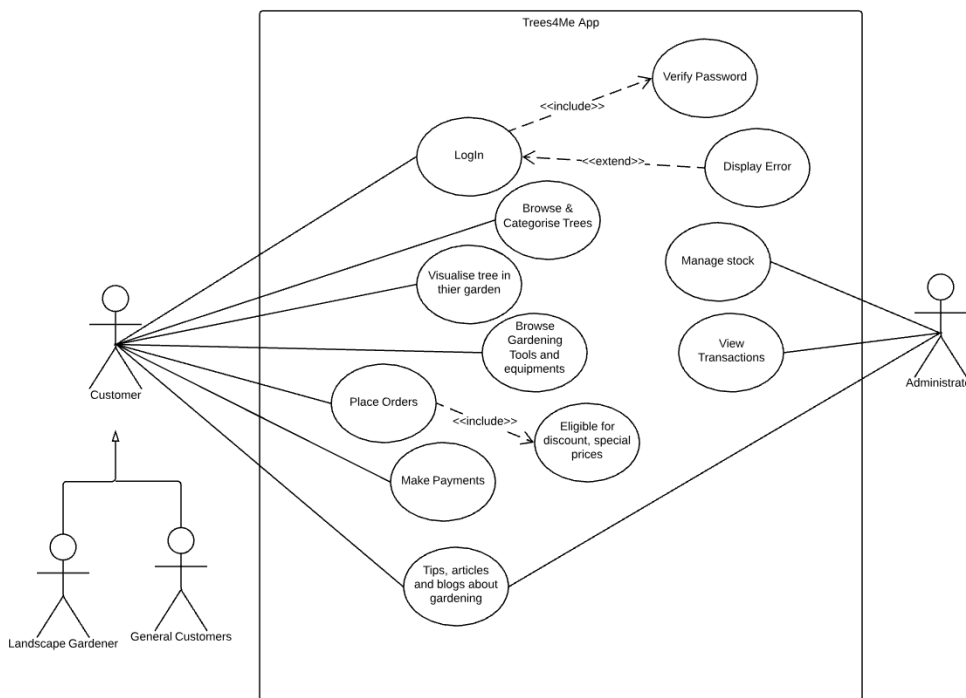 Trees4Me App
Verify Password
<<include>>
LogIn
<<extend>>
Display Error
Browse &
Categorise Trees
Manage stock
Visualise tree in
thier garden
Browse
Gardening
Tools and
equipments
View
Transactions
Customer
Administrator
Place Orders
<<include>>
Eligible for
discount, special
prices
Make Payments
Tips, articles
and blogs about
gardening
Landscape Gardener
General Customers